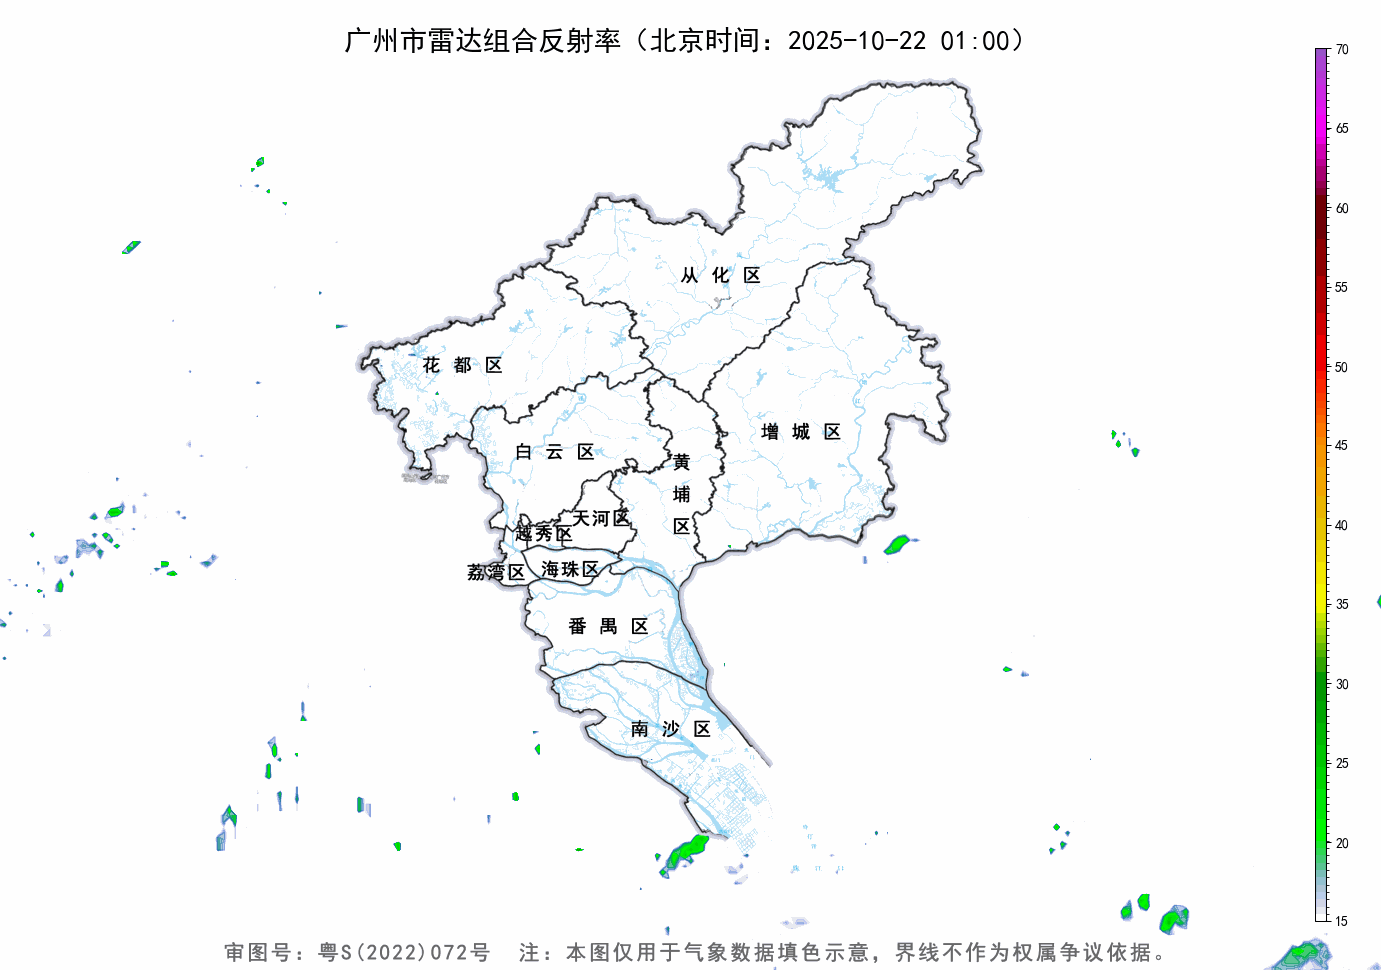 广州市雷达组合反射率（北京时间：2025-10-22 01:00）
70
65
60
55
50
45
40
35
30
25
20
15
从化区
花都区
增城区
白云区
黄埔区
天河区
越秀区
荔湾区
海珠区
番禺区
南沙区
审图号：粤S(2022)072号 注：本图仅用于气象数据填色示意，界线不作为权属争议依据。